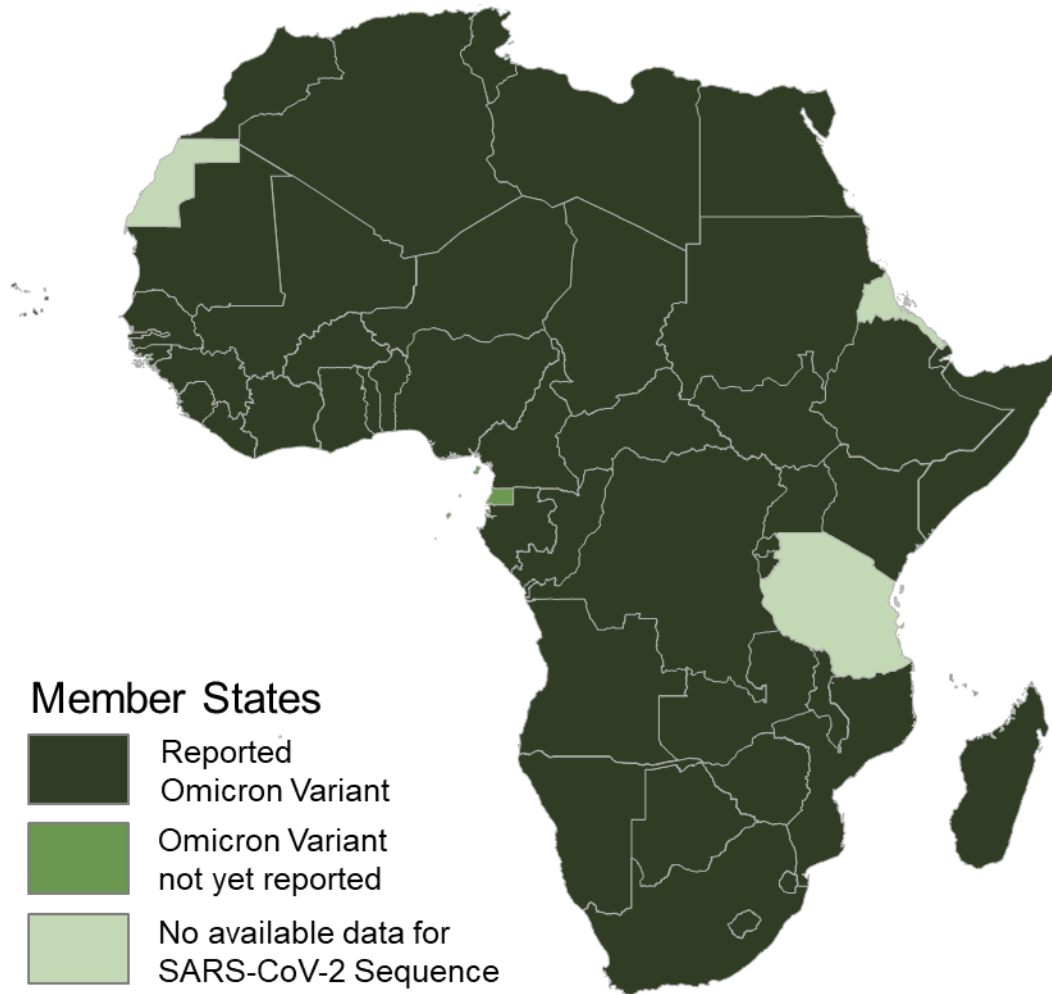 Member States
Reported
Omicron Variant
Omicron Variant
not yet reported
No available data for
SARS-CoV-2 Sequence